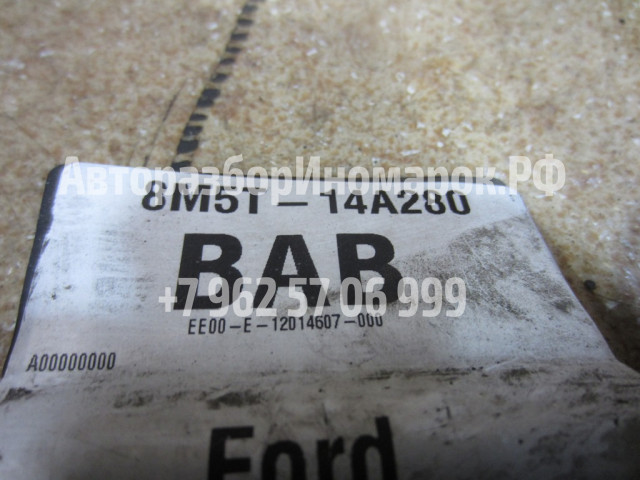 АвторазборИномарок.РФ
8M5T-14A280
BAB
+7 962 57 06 999
EE00-E-12014607-000
A00000000
Ford